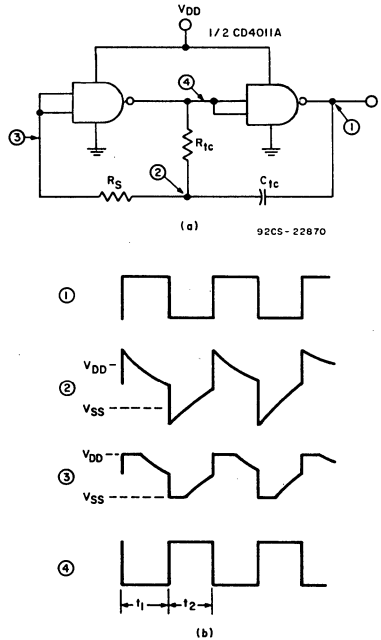 VDD
1/2 CD4011A
4
3
1
Rtc
2
RS
Ctc
(a)
92CS-22870
1
VDD
2
VSS
VDD
3
VSS
4
t1 t2
(b)